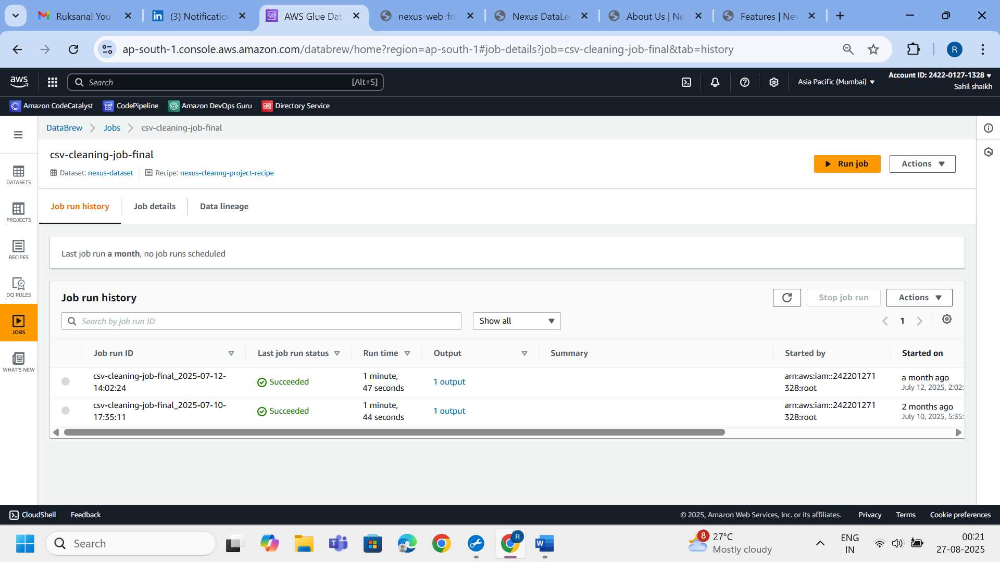 Ruksana! You j
(3) Notification
AWS Glue Data
nexus-web-fro
Nexus DataLen
About Us | Ne
Features | Nex
ap-south-1.console.aws.amazon.com/databrew/home?region=ap-south-1#job-details?job=csv-cleaning-job-final&tab=history
R
aws
Search
[Alt+S]
Asia Pacific (Mumbai)
Account ID: 2422-0127-1328
Sahil shaikh
Amazon CodeCatalyst
CodePipeline
Amazon DevOps Guru
Directory Service
DataBrew
Jobs
csv-cleaning-job-final
csv-cleaning-job-final
Dataset: nexus-dataset
Recipe: nexus-cleanng-project-recipe
Run job
Actions
DATASETS
PROJECTS
RECIPES
DQ RULES
JOBS
WHAT'S NEW
Job run history
Job details
Data lineage
Last job run a month, no job runs scheduled
Job run history
Stop job run
Actions
Search by job run ID
Show all
1
Job run ID
Last job run status
Run time
Output
Summary
Started by
Started on
csv-cleaning-job-final_2025-07-12-
14:02:24
Succeeded
1 minute,
47 seconds
1 output
arn:aws:iam::242201271
328:root
a month ago
July 12, 2025, 2:02:
csv-cleaning-job-final_2025-07-10-
17:35:11
Succeeded
1 minute,
44 seconds
1 output
arn:aws:iam::242201271
328:root
2 months ago
July 10, 2025, 5:35:
CloudShell
Feedback
© 2025, Amazon Web Services, Inc. or its affiliates.
Privacy
Terms
Cookie preferences
Search
R
8
27°C
Mostly cloudy
ENG
IN
00:21
27-08-2025